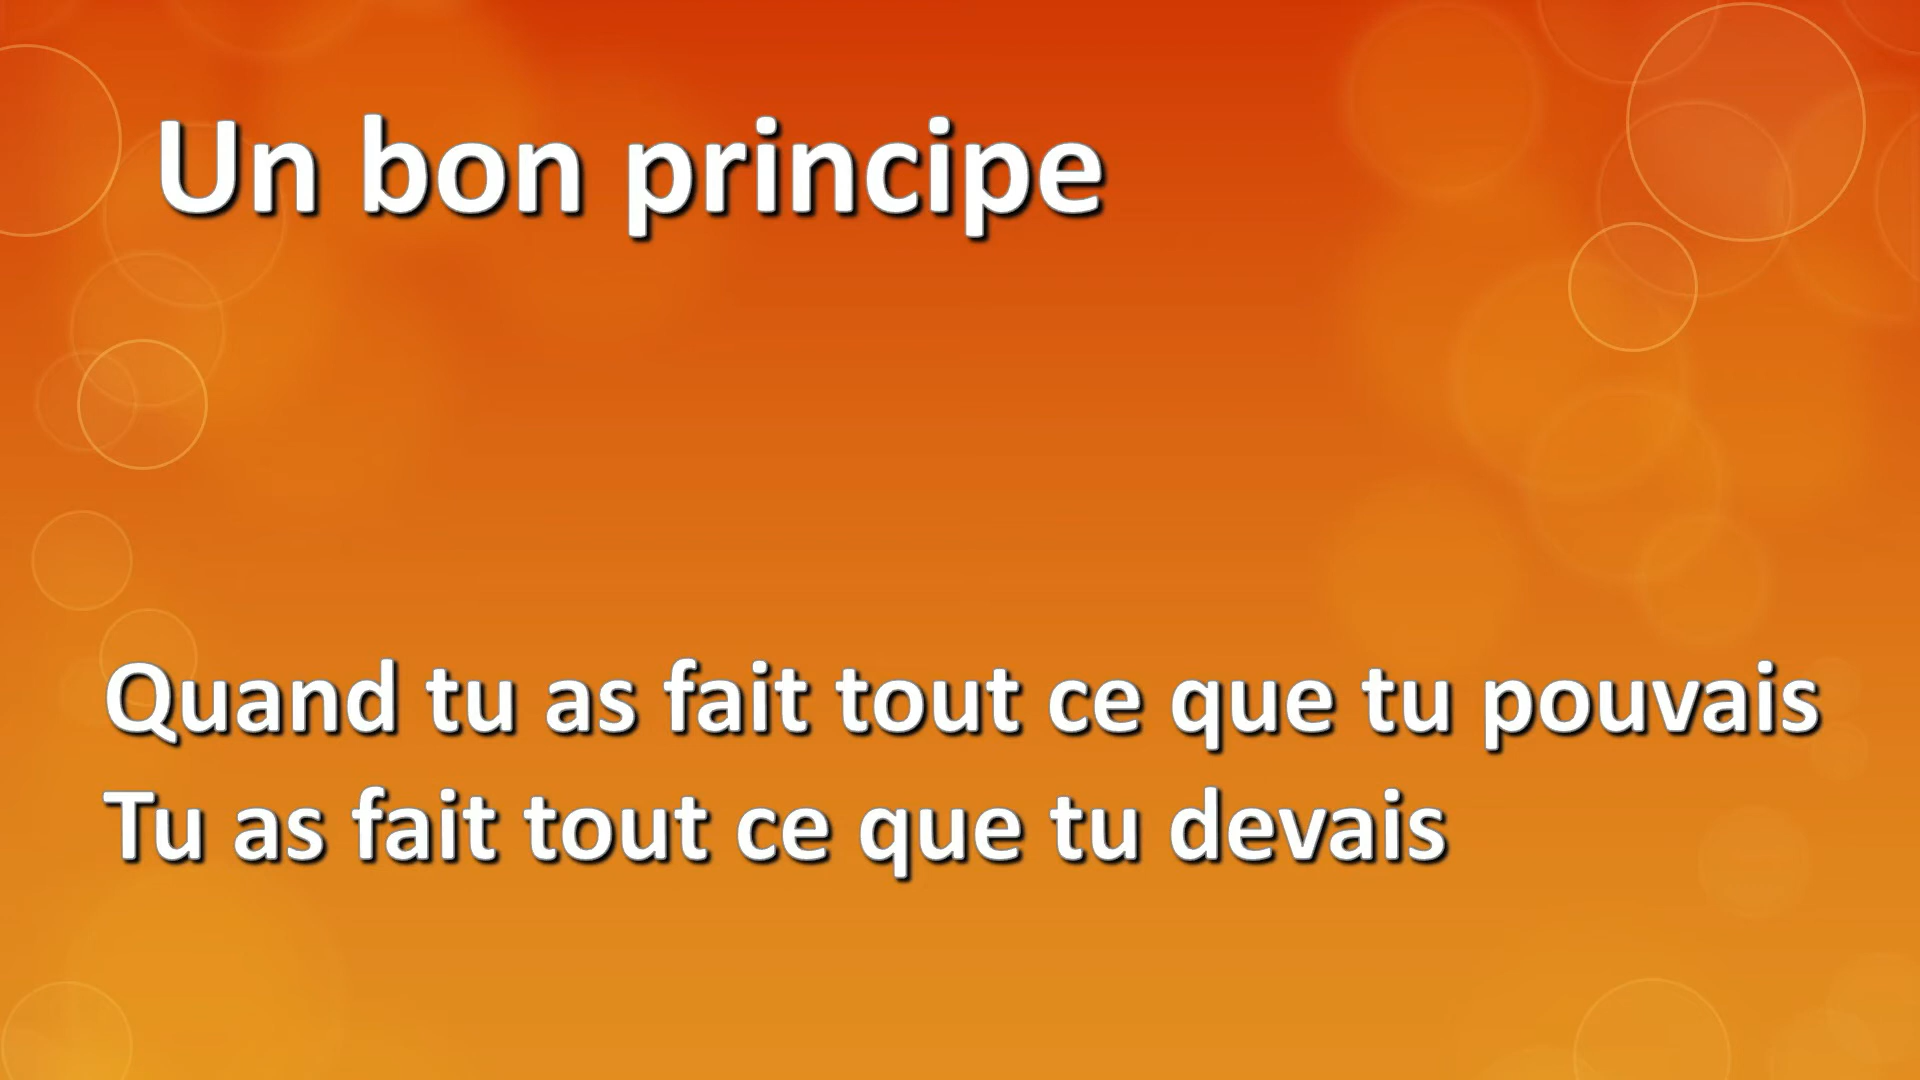 Un bon principe
Quand tu as fait tout ce que tu pouvais
Tu as fait tout ce que tu devais